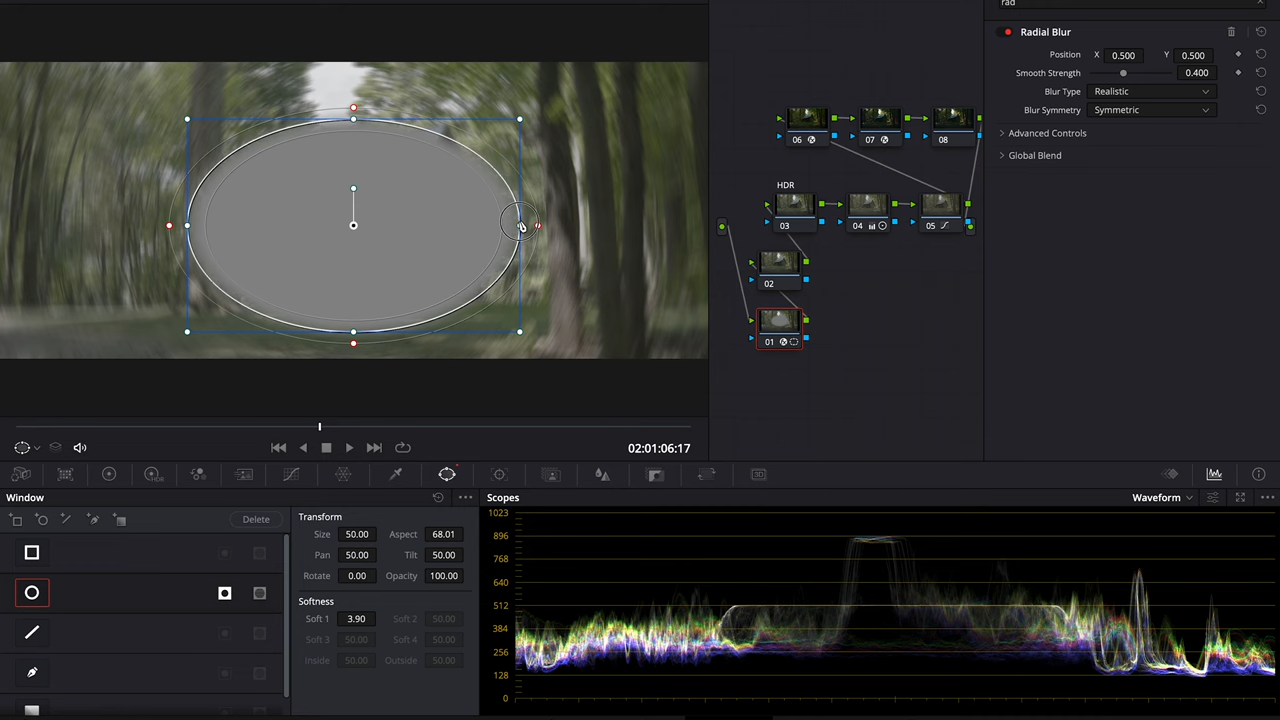 rad
Radial Blur
Position X 0.500 Y 0.500
Smooth Strength 0.400
Blur Type Realistic
Blur Symmetry Symmetric
Advanced Controls
Global Blend
06
07
08
HDR
03
04
05
02
01
02:01:06:17
HDR
3D
Window
Delete
Transform
Size 50.00 Aspect 68.01
Pan 50.00 Tilt 50.00
Rotate 0.00 Opacity 100.00
Softness
Soft 1 3.90 Soft 2 50.00
Soft 3 50.00 Soft 4 50.00
Inside 50.00 Outside 50.00
Scopes
Waveform
1023
896
768
640
512
384
256
128
0